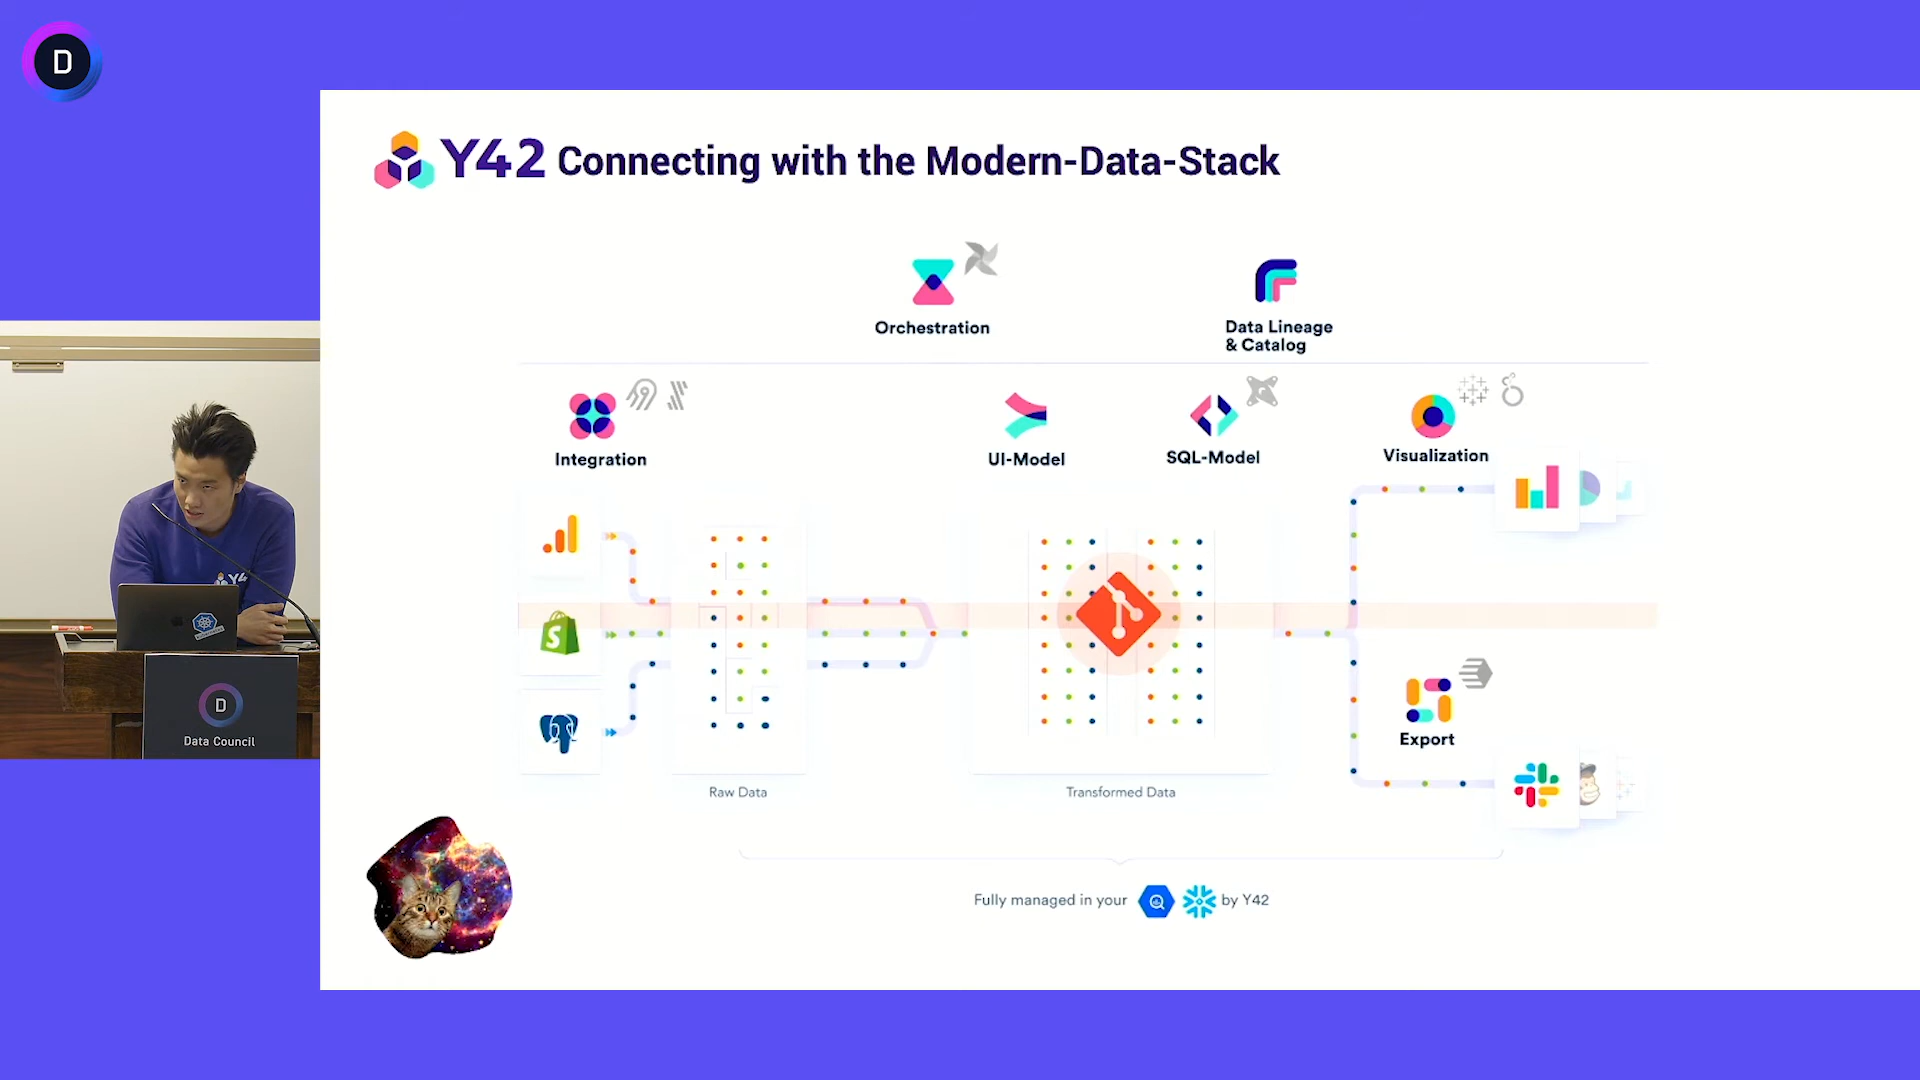 D
Y42 Connecting with the Modern-Data-Stack
Orchestration
Data Lineage
& Catalog
Integration
UI-Model
SQL-Model
Visualization
Export
Raw Data
Transformed Data
Fully managed in your by Y42
Y42
D
Data Council